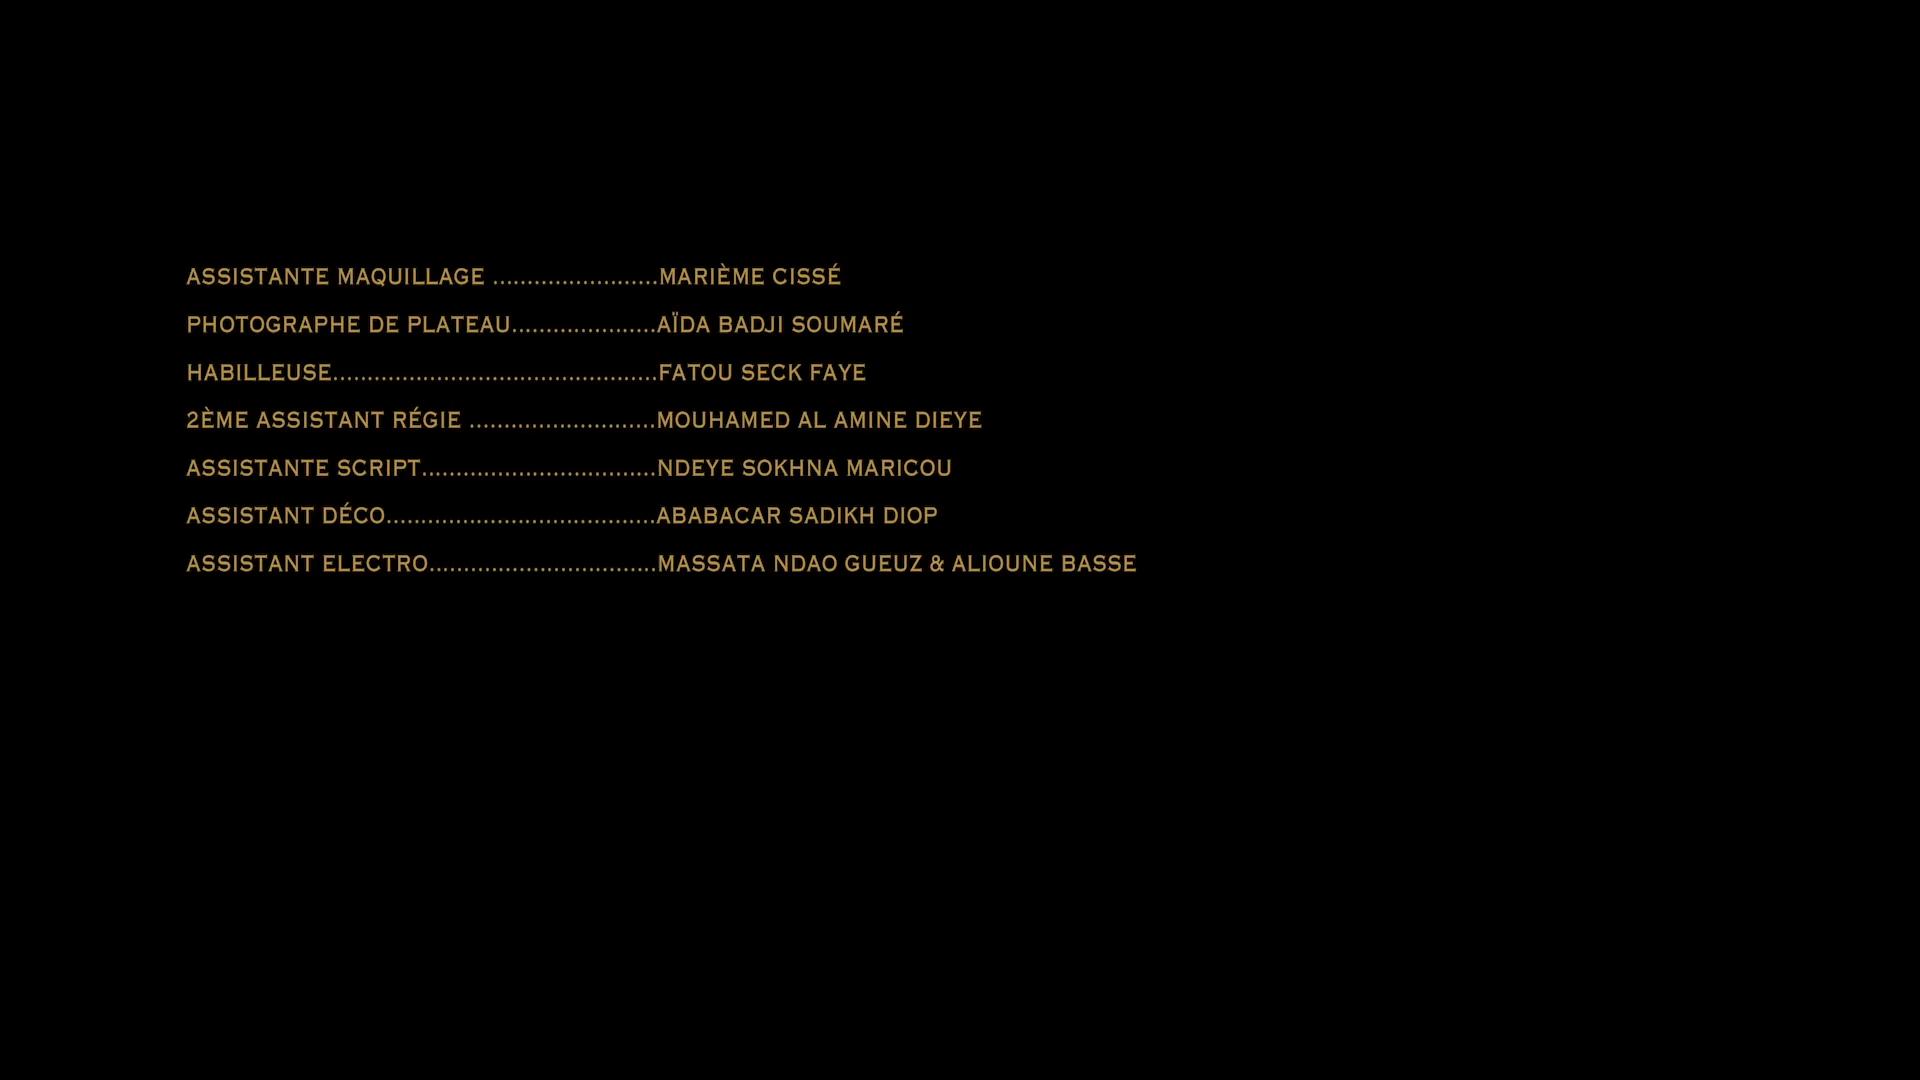 ASSISTANTE MAQUILLAGE ........................MARIÈME CISSÉ
PHOTOGRAPHE DE PLATEAU.....................AÏDA BADJI SOUMARÉ
HABILLEUSE...............................................FATOU SECK FAYE
2ÈME ASSISTANT RÉGIE ...........................MOUHAMED AL AMINE DIEYE
ASSISTANTE SCRIPT..................................NDEYE SOKHNA MARICOU
ASSISTANT DÉCO.......................................ABABACAR SADIKH DIOP
ASSISTANT ELECTRO.................................MASSATA NDAO GUEUZ & ALIOUNE BASSE